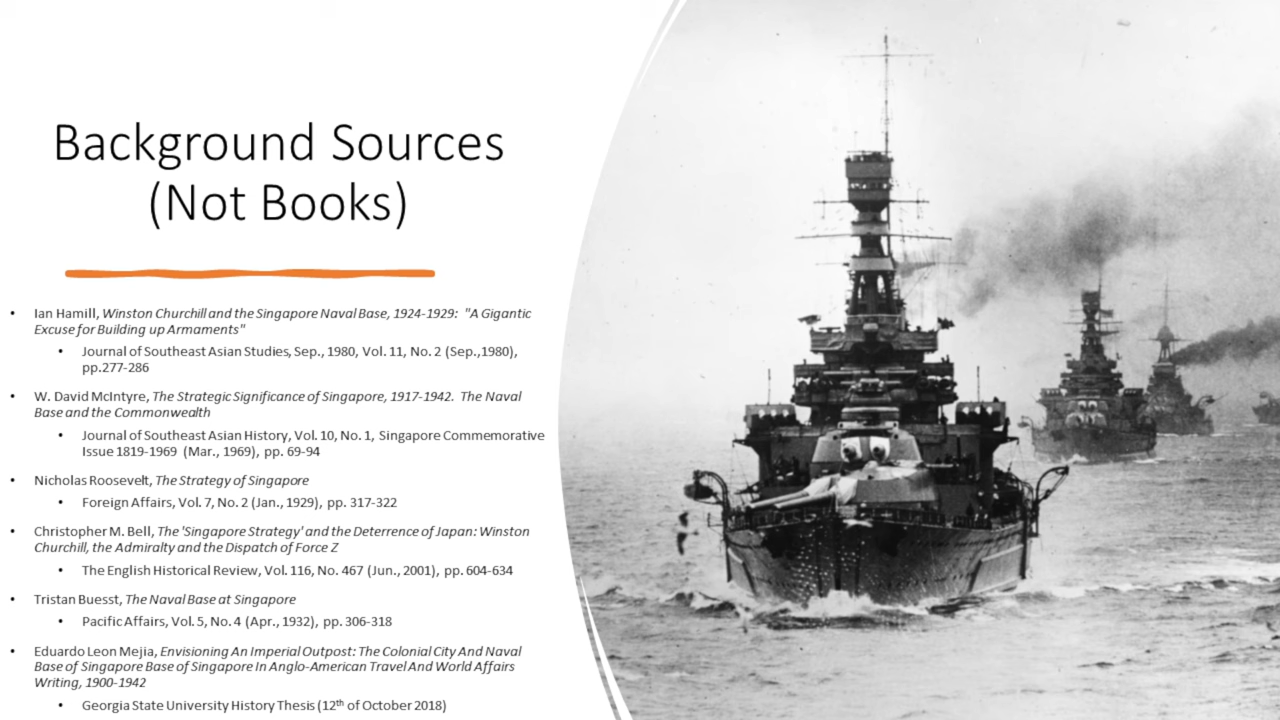 Background Sources
(Not Books)
• Ian Hamill, Winston Churchill and the Singapore Naval Base, 1924-1929: "A Gigantic
Excuse for Building up Armaments"
• Journal of Southeast Asian Studies, Sep., 1980, Vol. 11, No. 2 (Sep.,1980),
pp.277-286
• W. David McIntyre, The Strategic Significance of Singapore, 1917-1942. The Naval
Base and the Commonwealth
• Journal of Southeast Asian History, Vol. 10, No. 1, Singapore Commemorative
Issue 1819-1969 (Mar., 1969), pp. 69-94
• Nicholas Roosevelt, The Strategy of Singapore
• Foreign Affairs, Vol. 7, No. 2 (Jan., 1929), pp. 317-322
• Christopher M. Bell, The 'Singapore Strategy' and the Deterrence of Japan: Winston
Churchill, the Admiralty and the Dispatch of Force Z
• The English Historical Review, Vol. 116, No. 467 (Jun., 2001), pp. 604-634
• Tristan Buesst, The Naval Base at Singapore
• Pacific Affairs, Vol. 5, No. 4 (Apr., 1932), pp. 306-318
• Eduardo Leon Mejia, Envisioning An Imperial Outpost: The Colonial City And Naval
Base of Singapore Base of Singapore In Anglo-American Travel And World Affairs
Writing, 1900-1942
• Georgia State University History Thesis (12th of October 2018)